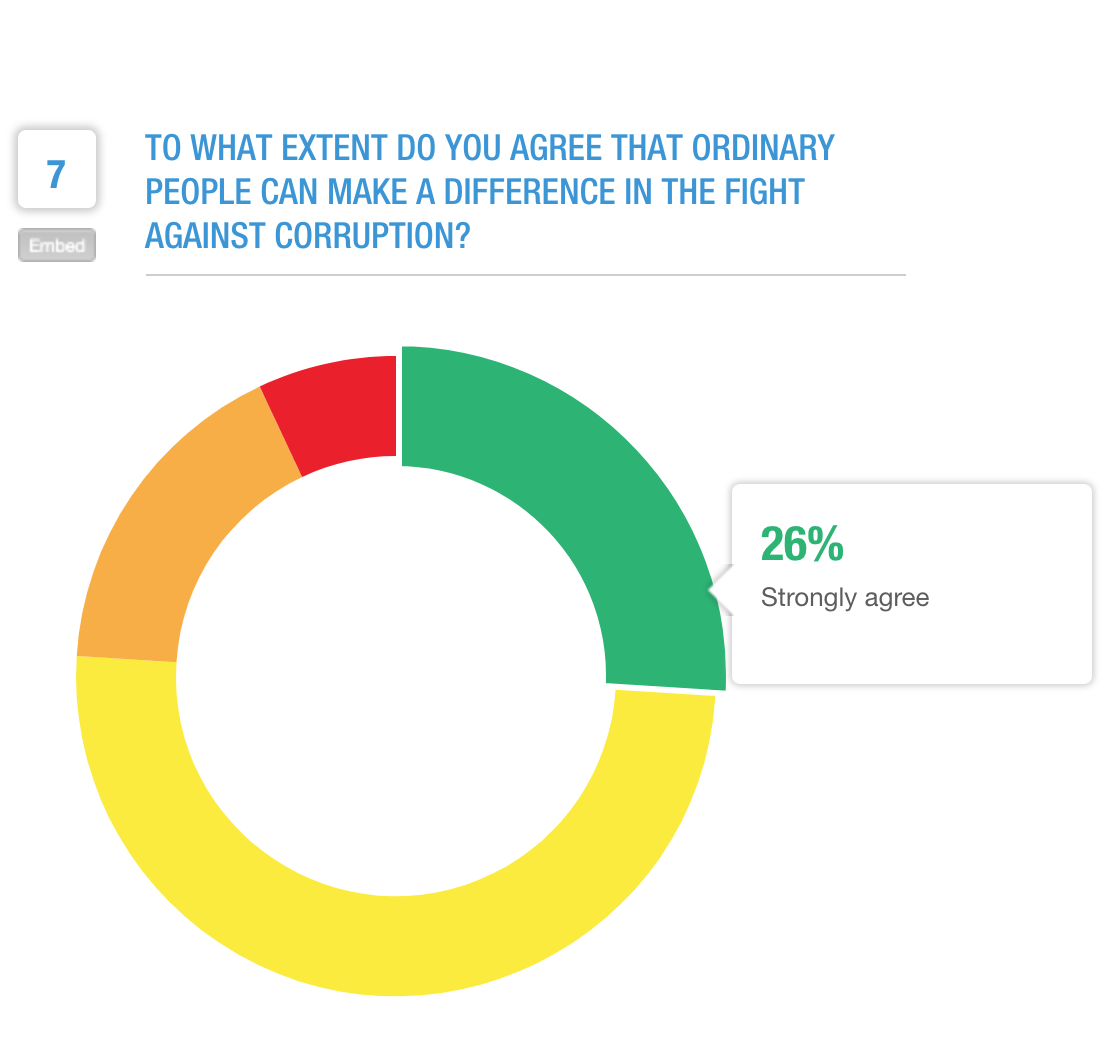 7
Embed
TO WHAT EXTENT DO YOU AGREE THAT ORDINARY
PEOPLE CAN MAKE A DIFFERENCE IN THE FIGHT
AGAINST CORRUPTION?
26%
Strongly agree